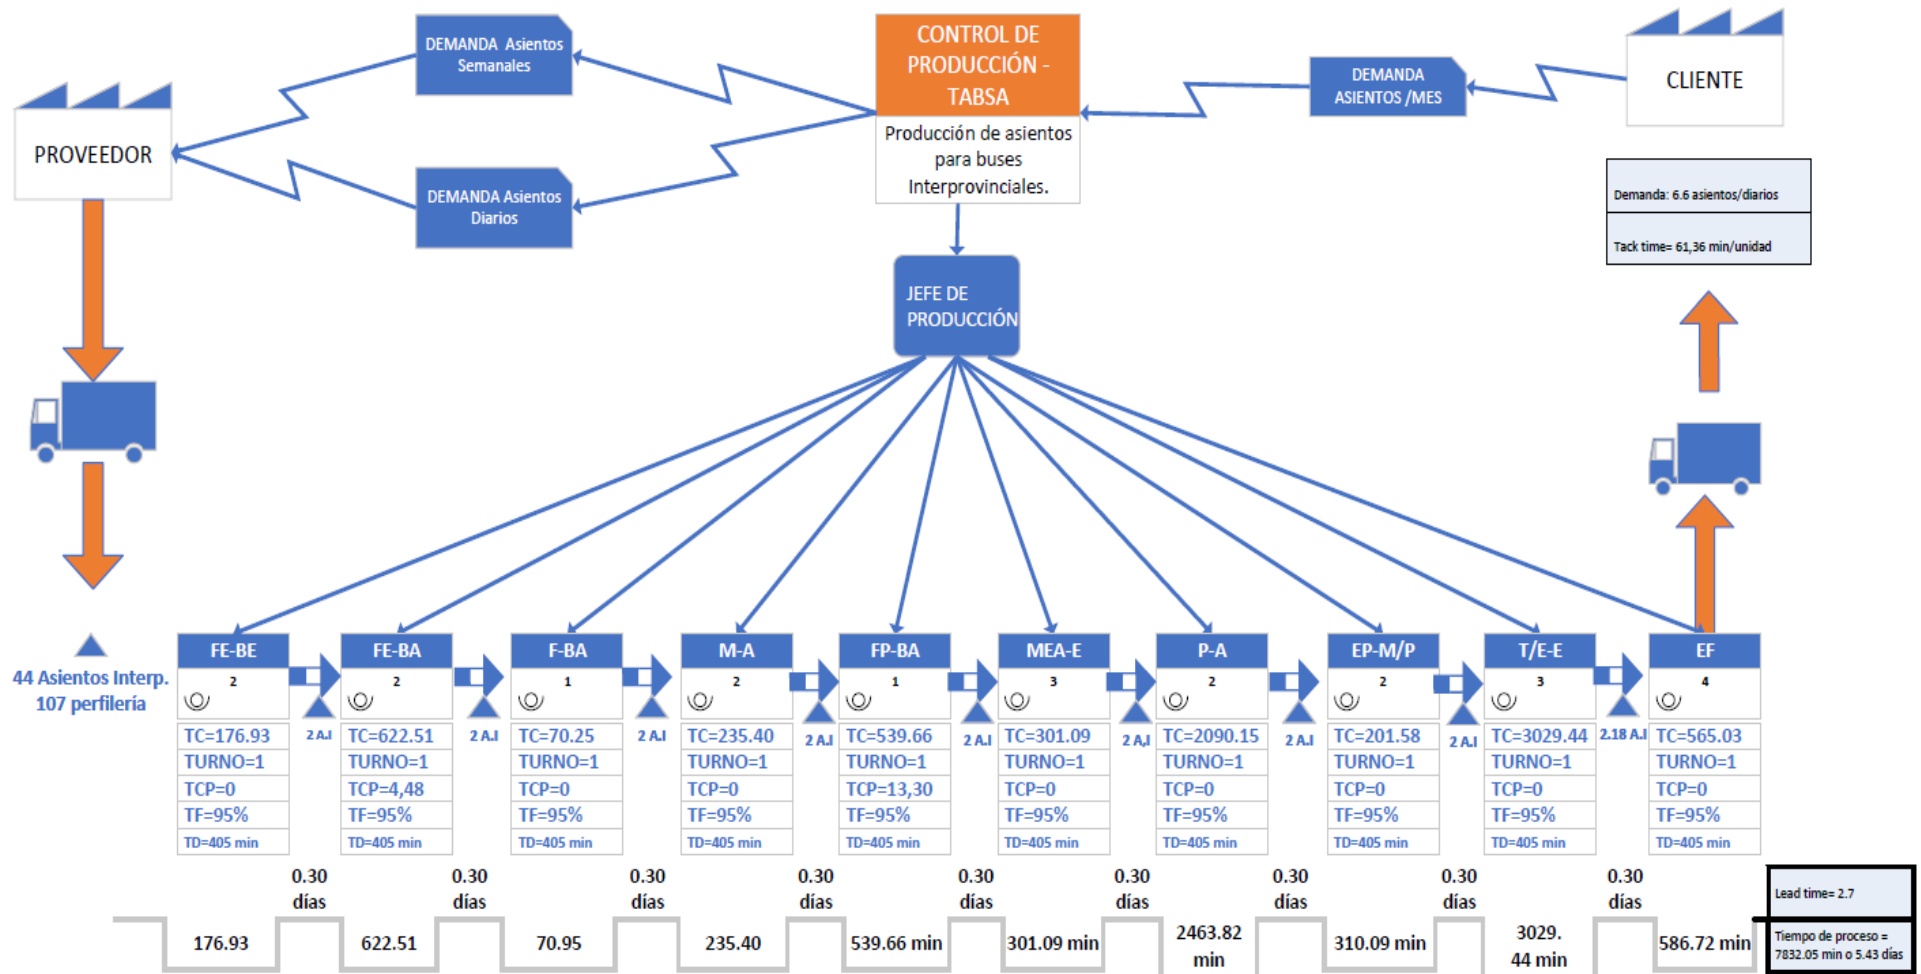 DEMANDA Asientos
Semanales
CONTROL DE
PRODUCCIÓN -
TABSA
Producción de asientos
para buses
Interprovinciales.
DEMANDA
ASIENTOS /MES
CLIENTE
PROVEEDOR
DEMANDA Asientos
Diarios
Demanda: 6.6 asientos/diarios
Tack time= 61,36 min/unidad
JEFE DE
PRODUCCIÓN
44 Asientos Interp.
107 perfilería
FE-BE
2
TC=176.93
TURNO=1
TCP=0
TF=95%
TD=405 min
2 A.I
FE-BA
2
TC=622.51
TURNO=1
TCP=4,48
TF=95%
TD=405 min
2 A.I
F-BA
1
TC=70.25
TURNO=1
TCP=0
TF=95%
TD=405 min
2 A.I
M-A
2
TC=235.40
TURNO=1
TCP=0
TF=95%
TD=405 min
2 A.I
FP-BA
1
TC=539.66
TURNO=1
TCP=13,30
TF=95%
TD=405 min
2 A.I
MEA-E
3
TC=301.09
TURNO=1
TCP=0
TF=95%
TD=405 min
2 A,I
P-A
2
TC=2090.15
TURNO=1
TCP=0
TF=95%
TD=405 min
2 A.I
EP-M/P
2
TC=201.58
TURNO=1
TCP=0
TF=95%
TD=405 min
2 A.I
T/E-E
3
TC=3029.44
TURNO=1
TCP=0
TF=95%
TD=405 min
2.18 A.I
EF
4
TC=565.03
TURNO=1
TCP=0
TF=95%
TD=405 min
0.30
días
0.30
días
0.30
días
0.30
días
0.30
días
0.30
días
0.30
días
0.30
días
0.30
días
176.93
622.51
70.95
235.40
539.66 min
301.09 min
2463.82
min
310.09 min
3029.
44 min
586.72 min
Lead time= 2.7
Tiempo de proceso =
7832.05 min o 5.43 días